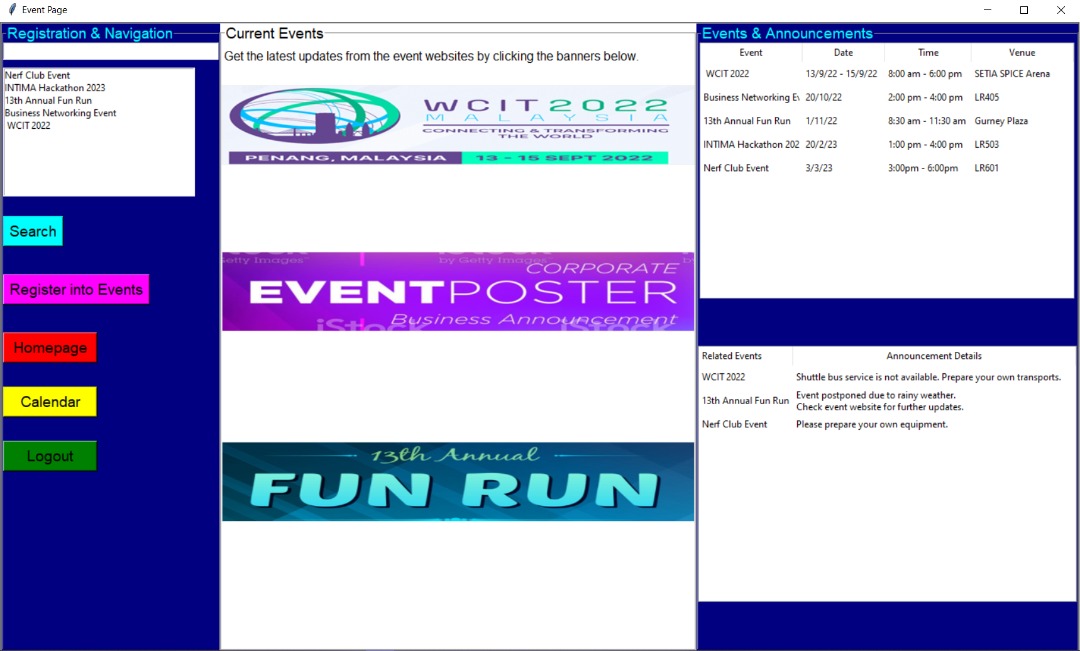 Event Page
Registration & Navigation
Nerf Club Event
INTIMA Hackathon 2023
13th Annual Fun Run
Business Networking Event
WCIT 2022
Search
Register into Events
Homepage
Calendar
Logout
Current Events
Get the latest updates from the event websites by clicking the banners below.
WCIT2022
MALAYSIA
CONNECTING & TRANSFORMING
THE WORLD
PENANG, MALAYSIA 13 - 15 SEPT 2022
Getty Images by Getty Images by
CORPORATE
EVENTPOSTER
Business Announcement
iStock iStock
13th Annual
FUN RUN
Events & Announcements
Event Date Time Venue
WCIT 2022 13/9/22 - 15/9/22 8:00 am - 6:00 pm SETIA SPICE Arena
Business Networking Ev 20/10/22 2:00 pm - 4:00 pm LR405
13th Annual Fun Run 1/11/22 8:30 am - 11:30 am Gurney Plaza
INTIMA Hackathon 202 20/2/23 1:00 pm - 4:00 pm LR503
Nerf Club Event 3/3/23 3:00pm - 6:00pm LR601
Related Events Announcement Details
WCIT 2022 Shuttle bus service is not available. Prepare your own transports.
13th Annual Fun Run Event postponed due to rainy weather.
Check event website for further updates.
Nerf Club Event Please prepare your own equipment.